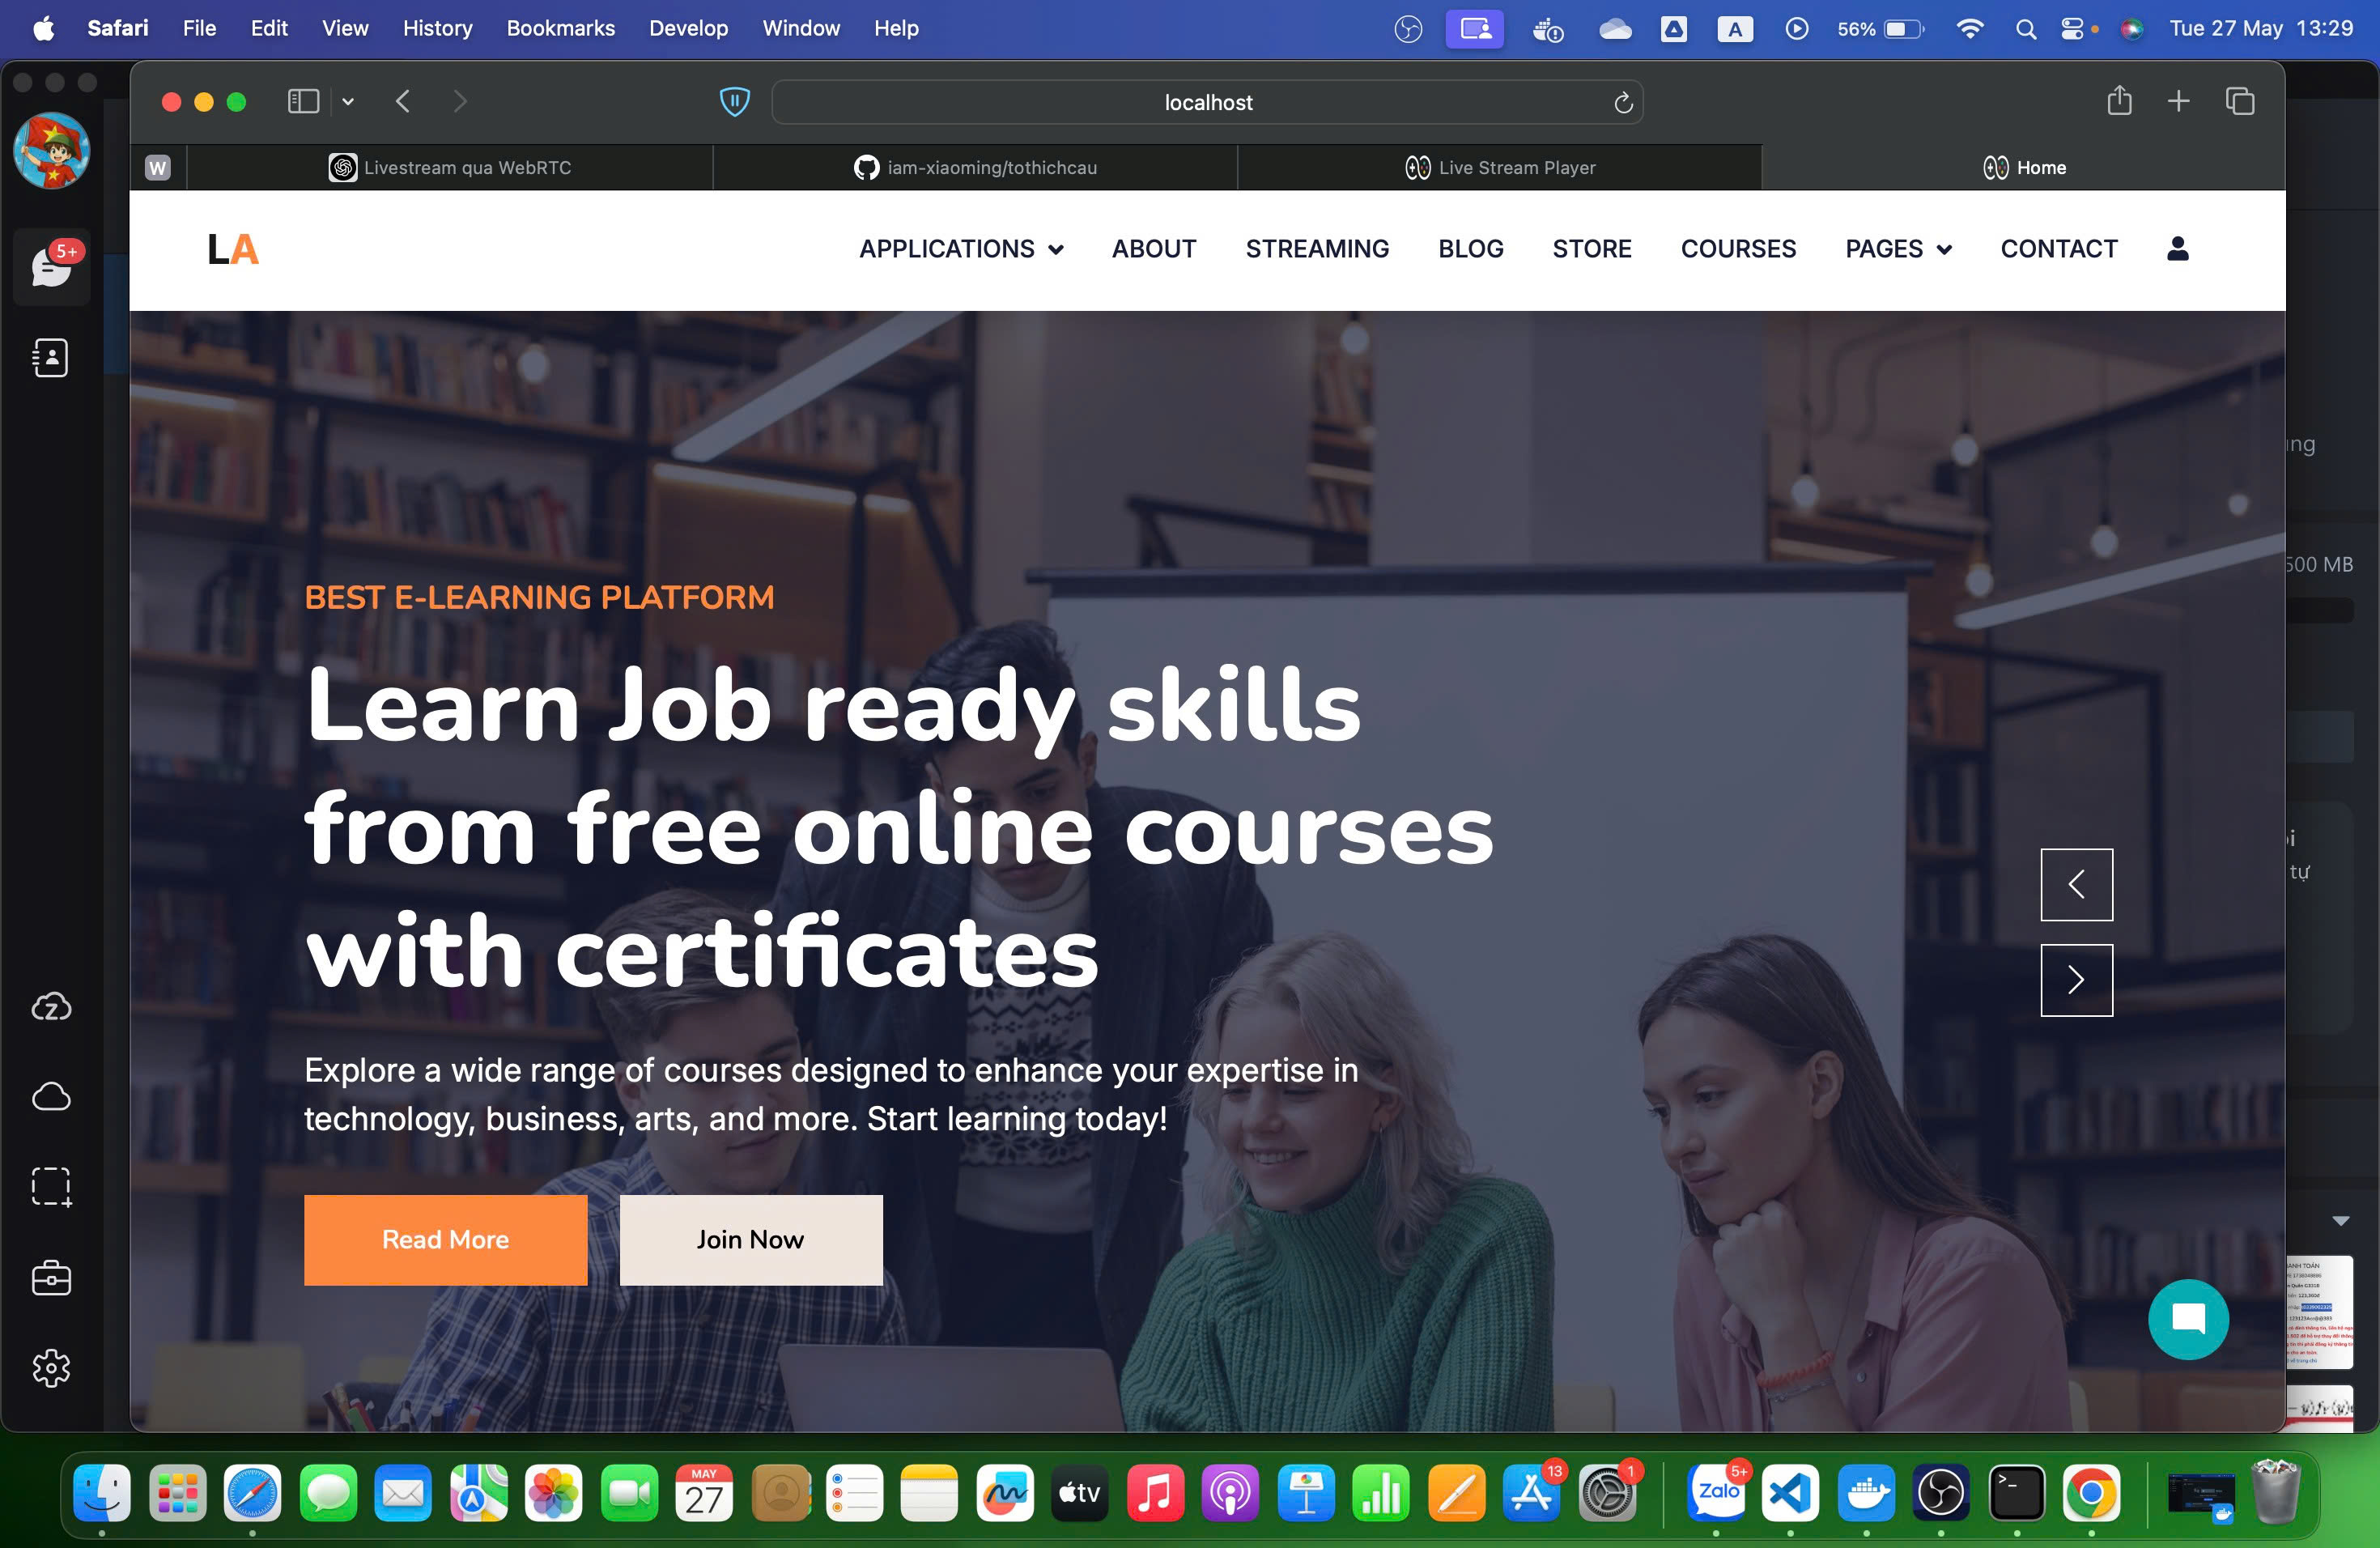 Safari File Edit View History Bookmarks Develop Window Help
A 56% Tue 27 May 13:29
localhost
W Livestream qua WebRTC iam-xiaoming/tothichcau Live Stream Player Home
5+
LA APPLICATIONS ABOUT STREAMING BLOG STORE COURSES PAGES CONTACT
500 MB
tự
BEST E-LEARNING PLATFORM
Learn Job ready skills
from free online courses
with certificates
Explore a wide range of courses designed to enhance your expertise in
technology, business, arts, and more. Start learning today!
Read More Join Now
MAY
27
tv
13
1
Zalo
5+